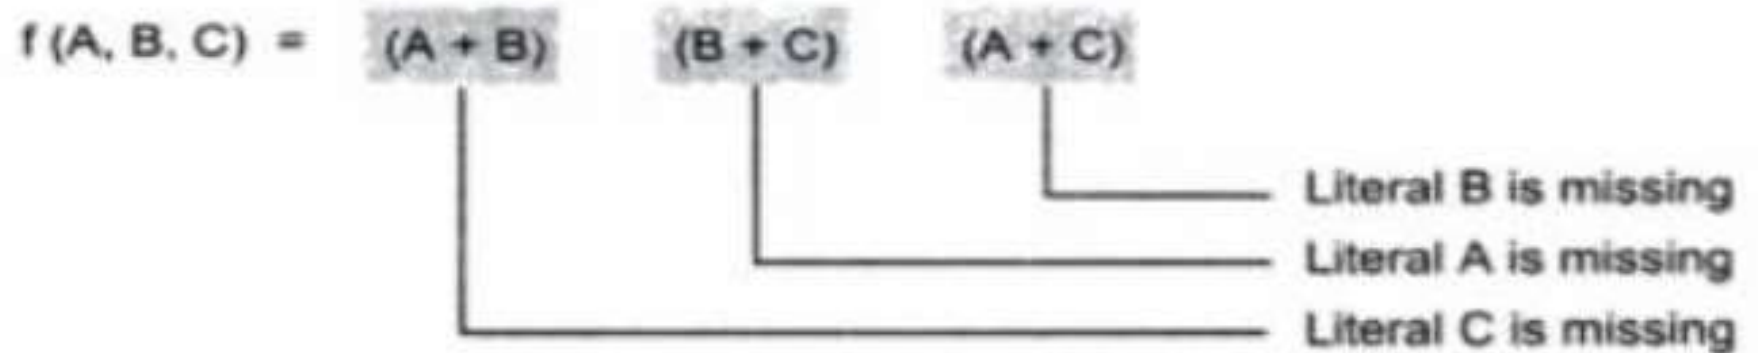 f (A, B, C) = (A + B) (B + C) (A + C)
Literal B is missing
Literal A is missing
Literal C is missing